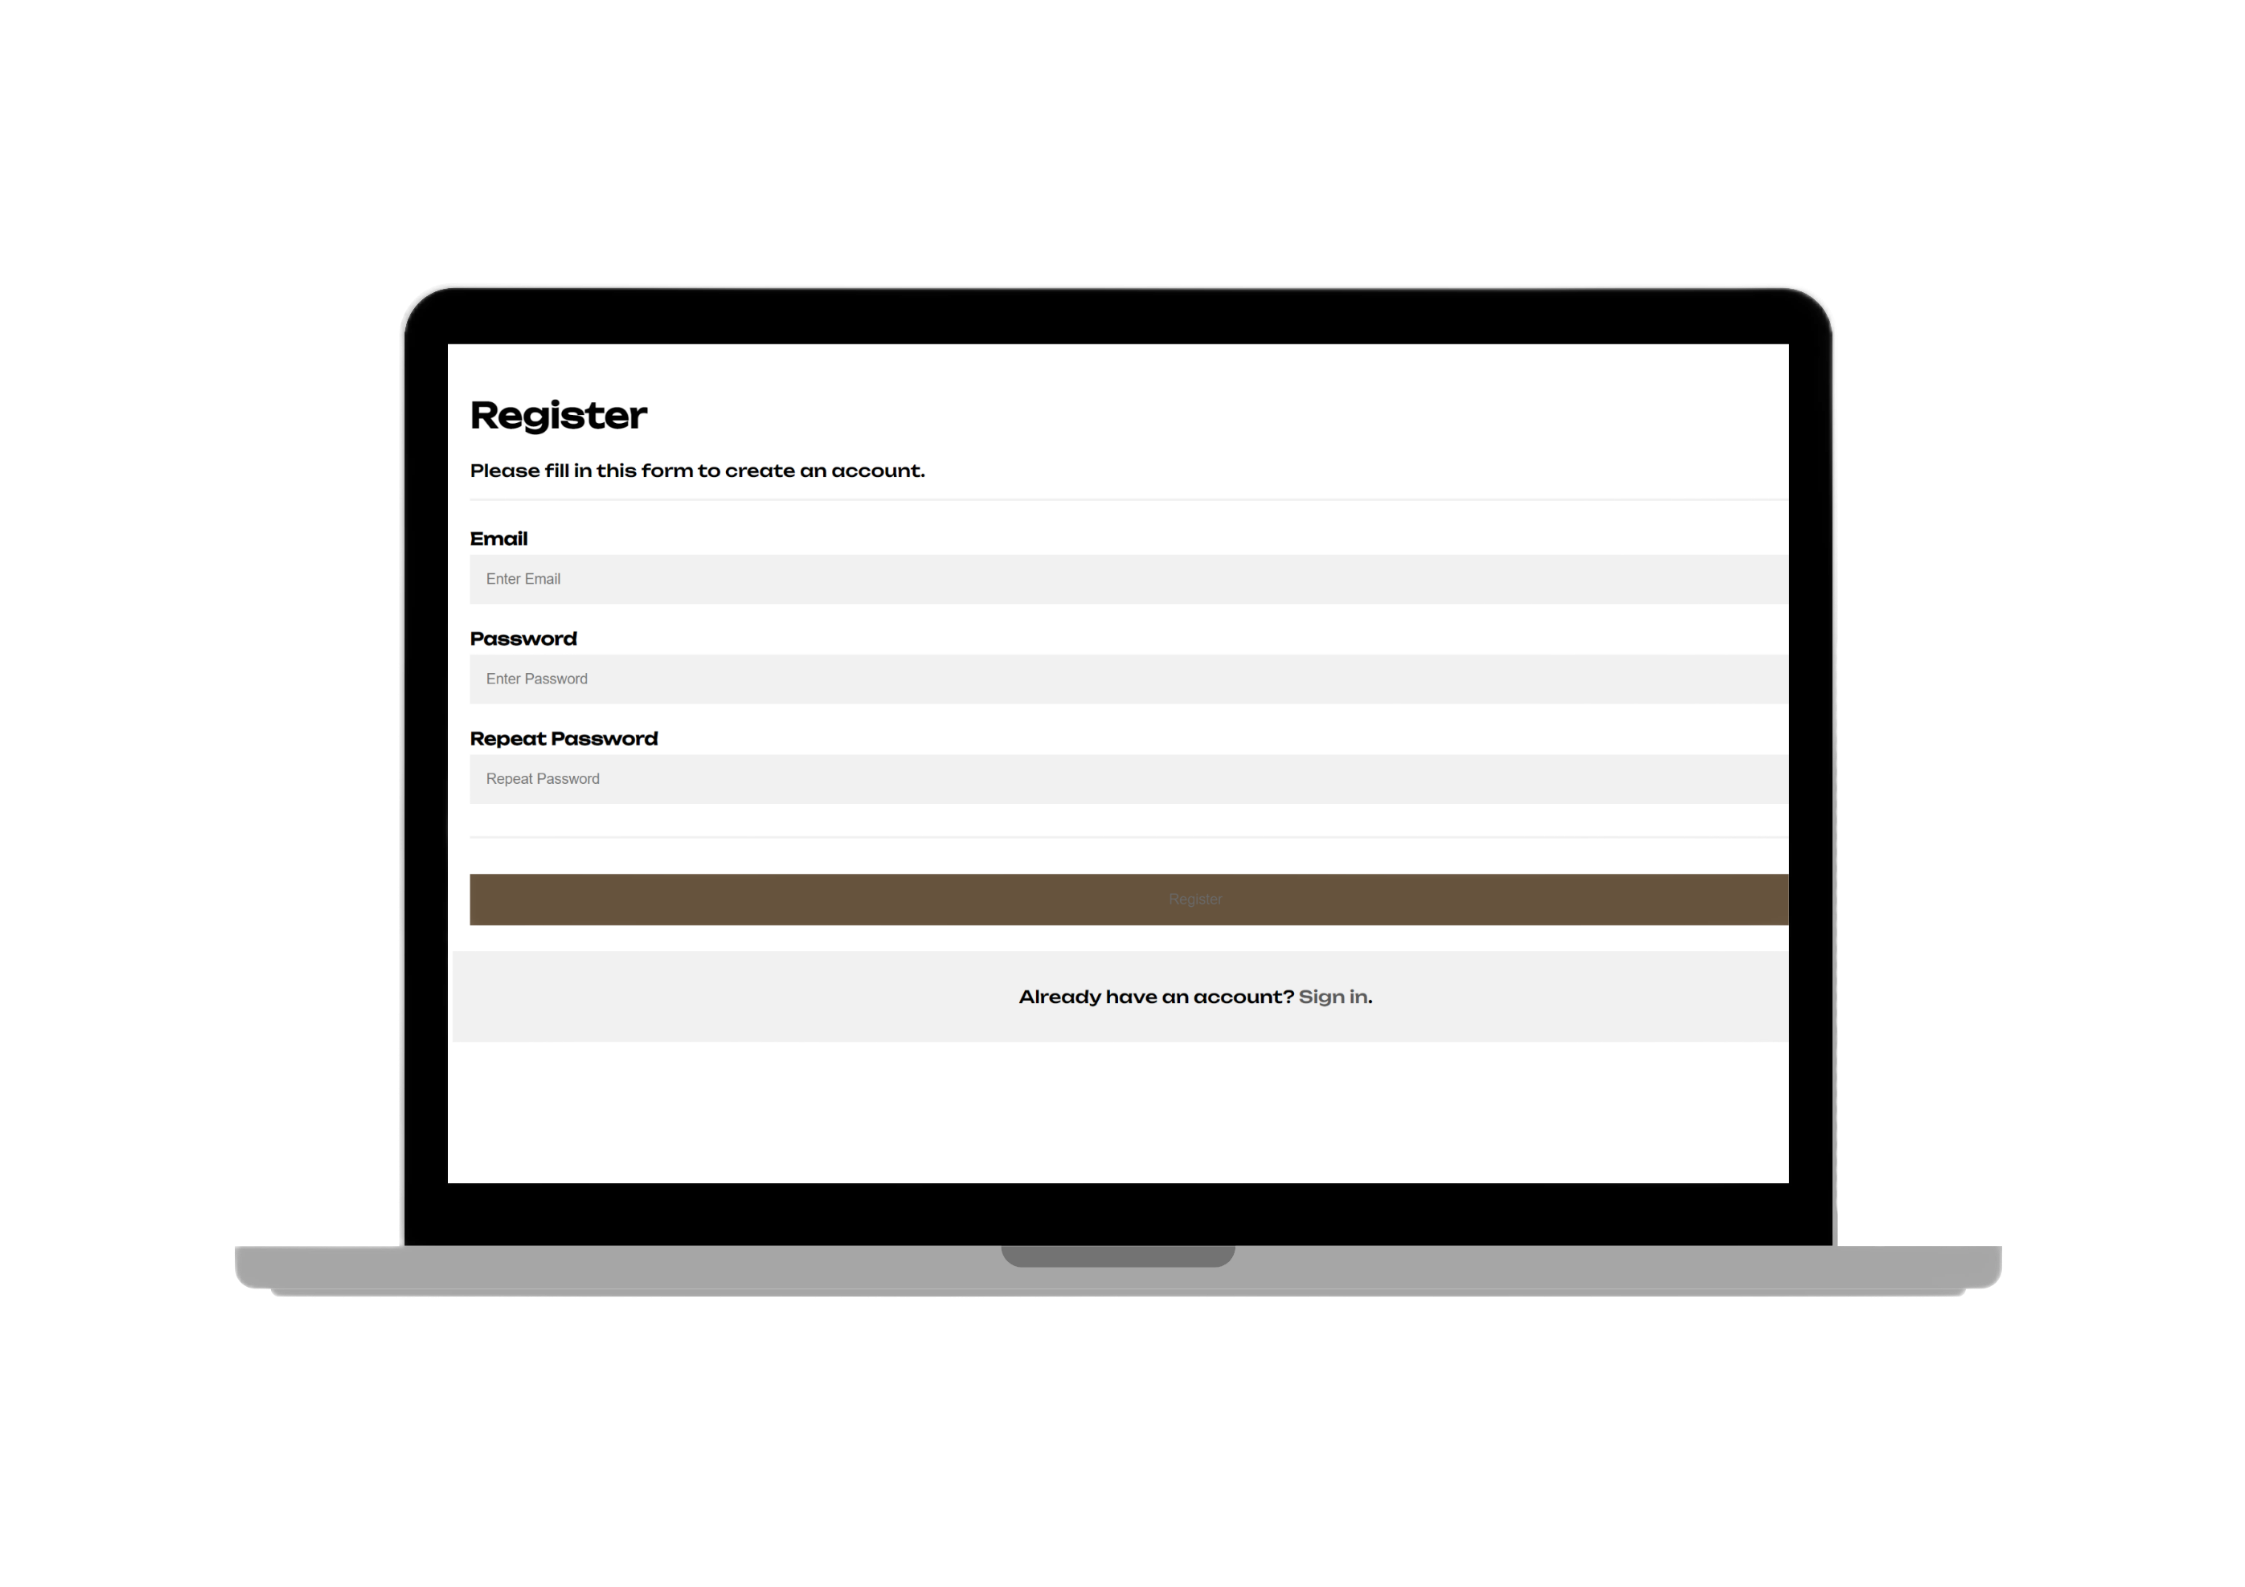 Register
Please fill in this form to create an account.
Email
Enter Email
Password
Enter Password
Repeat Password
Repeat Password
Register
Already have an account? Sign in.